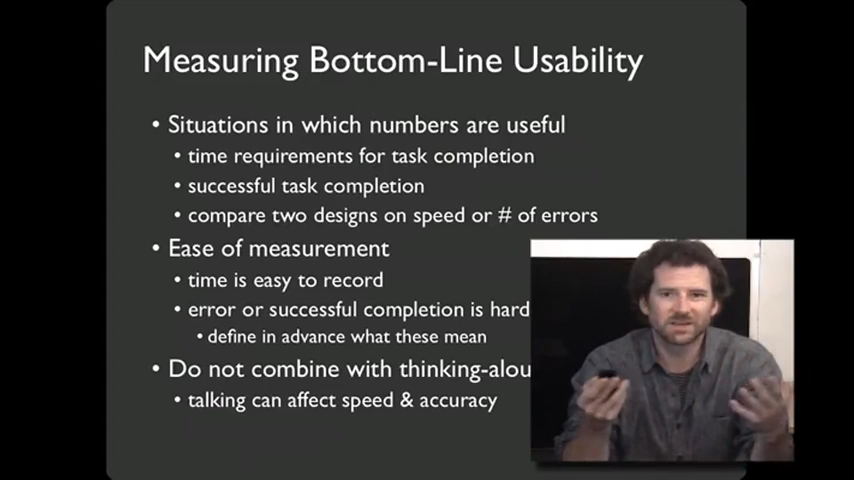 Measuring Bottom-Line Usability
• Situations in which numbers are useful
• time requirements for task completion
• successful task completion
• compare two designs on speed or # of errors
• Ease of measurement
• time is easy to record
• error or successful completion is hard
• define in advance what these mean
• Do not combine with
• talking can affect speed & accuracy